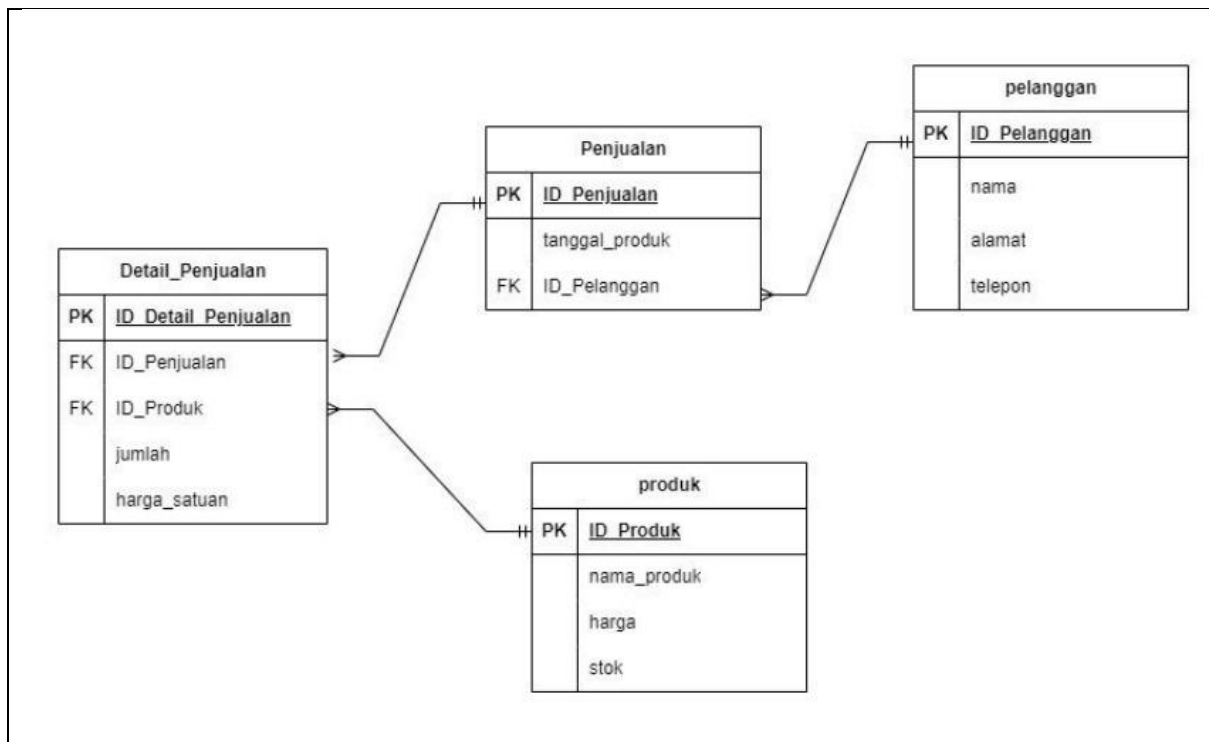 pelanggan
PK ID_Pelanggan
nama
alamat
telepon
Penjualan
PK ID_Penjualan
tanggal_produk
FK ID_Pelanggan
Detail_Penjualan
PK ID_Detail_Penjualan
FK ID_Penjualan
FK ID_Produk
jumlah
harga_satuan
produk
PK ID_Produk
nama_produk
harga
stok